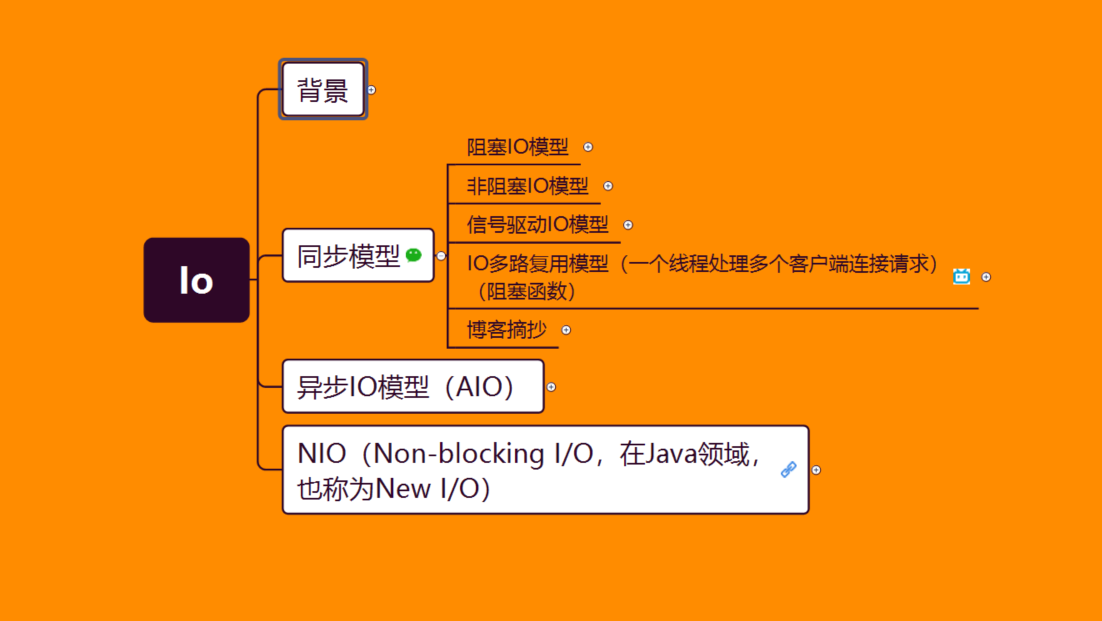 Io
背景
同步模型
阻塞IO模型
非阻塞IO模型
信号驱动IO模型
IO多路复用模型（一个线程处理多个客户端连接请求）
（阻塞函数）
博客摘抄
异步IO模型（AIO）
NIO（Non-blocking I/O，在Java领域，
也称为New I/O）